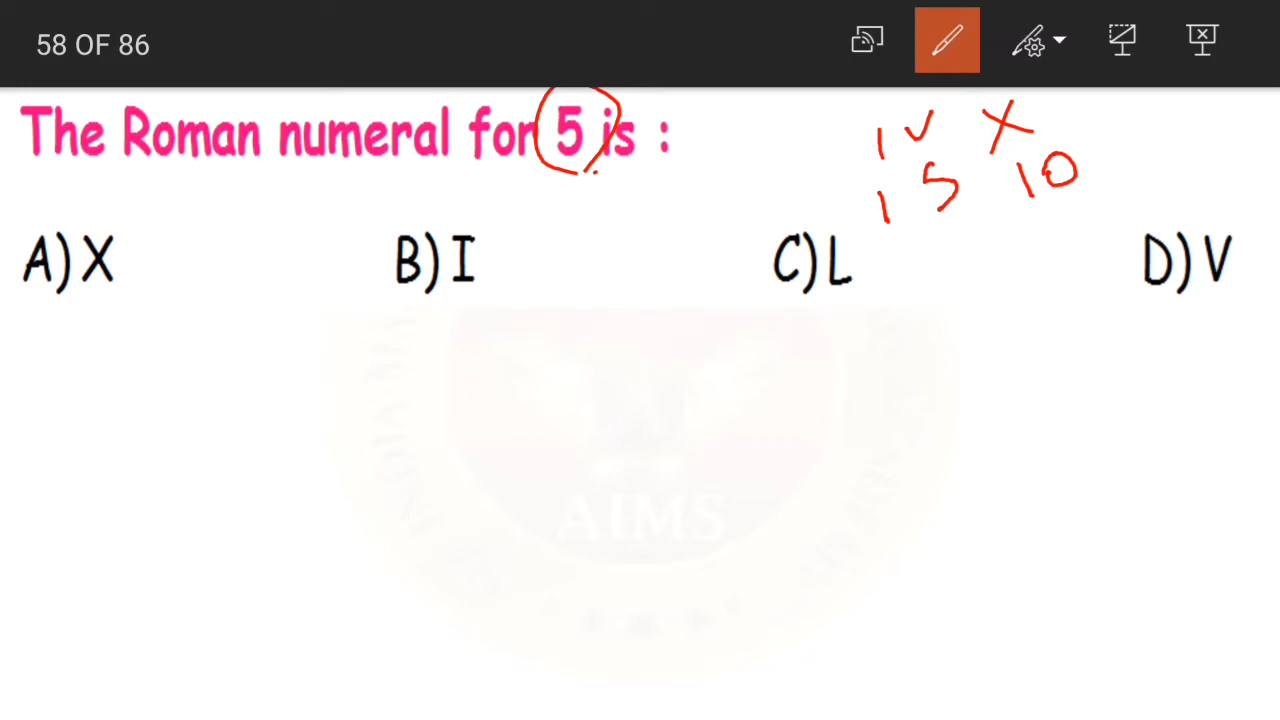 58 OF 86
The Roman numeral for 5 is :
I V X
1 5 10
A) X B) I C) L D) V
AIMS